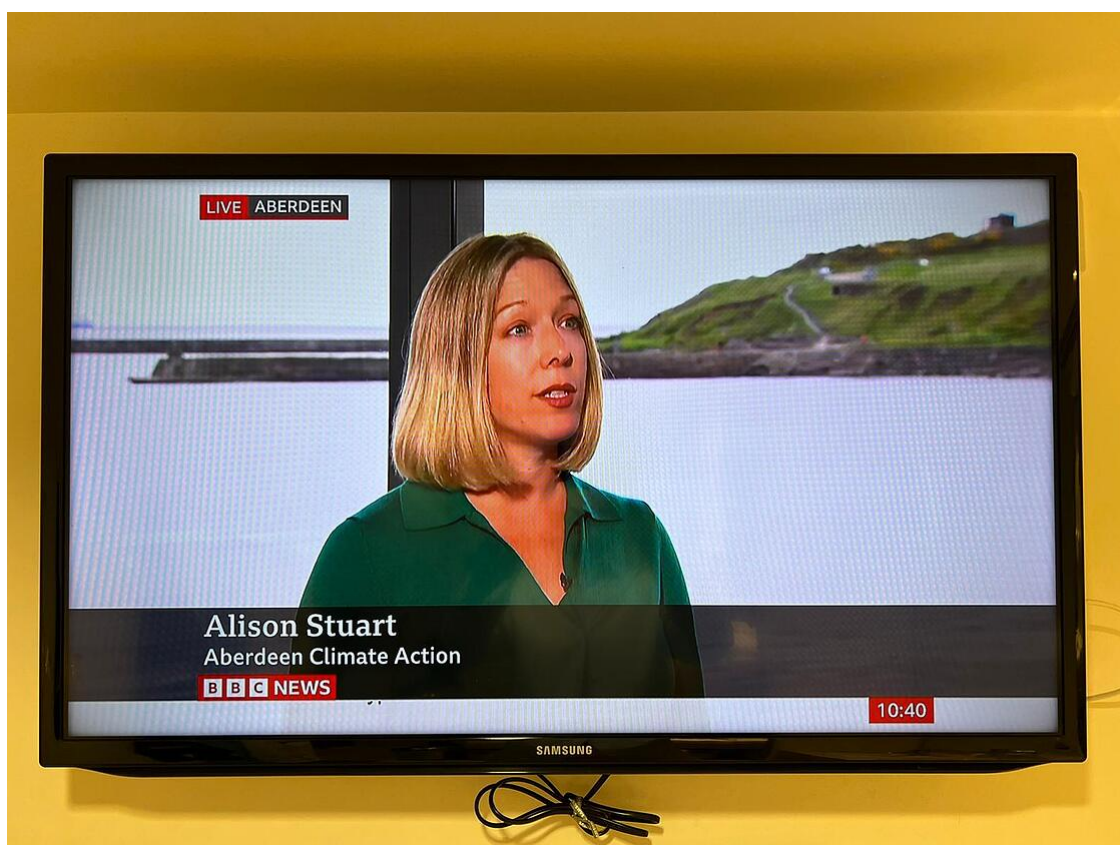 LIVE ABERDEEN
Alison Stuart
Aberdeen Climate Action
BBC NEWS
10:40
SAMSUNG